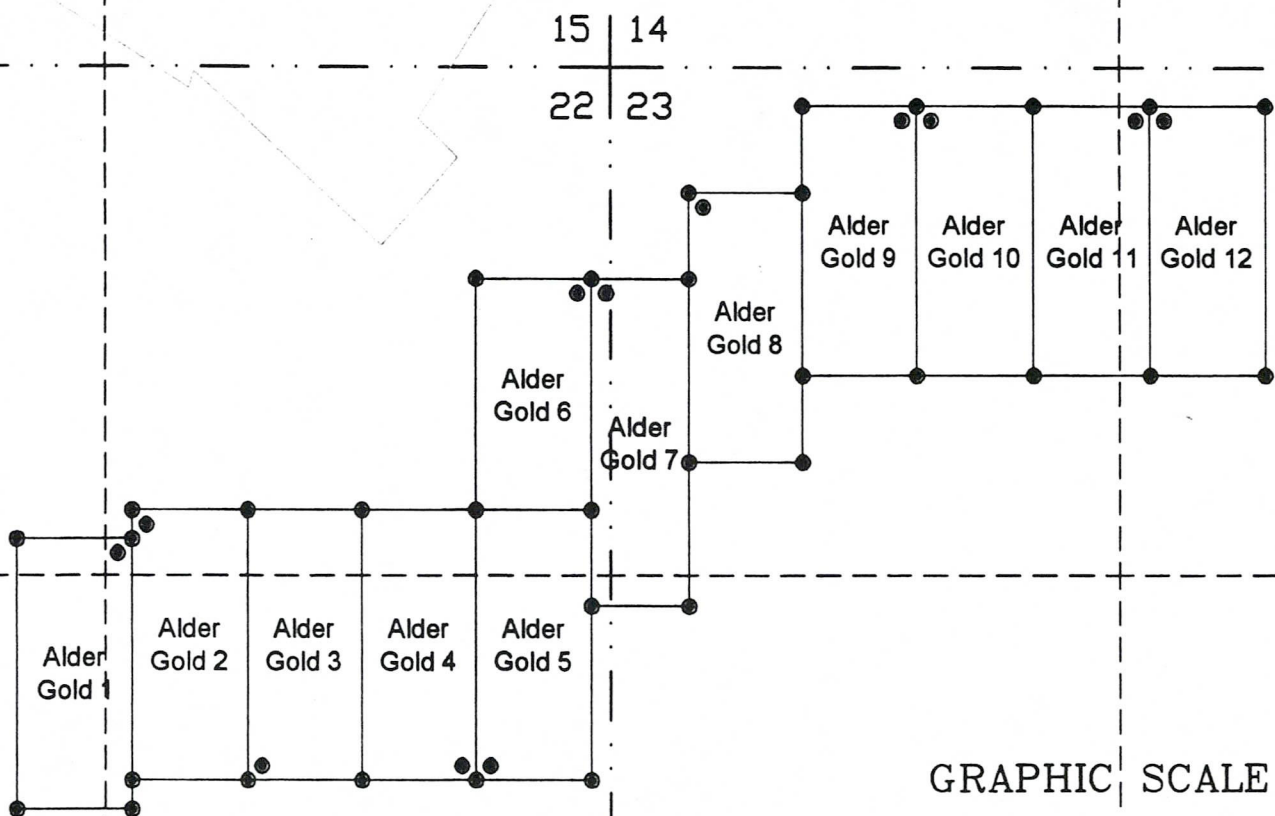 15 14
22 23
Alder
Gold 9
Alder
Gold 10
Alder
Gold 11
Alder
Gold 12
Alder
Gold 8
Alder
Gold 6
Alder
Gold 7
Alder
Gold 2
Alder
Gold 3
Alder
Gold 4
Alder
Gold 5
Alder
Gold 1
GRAPHIC SCALE